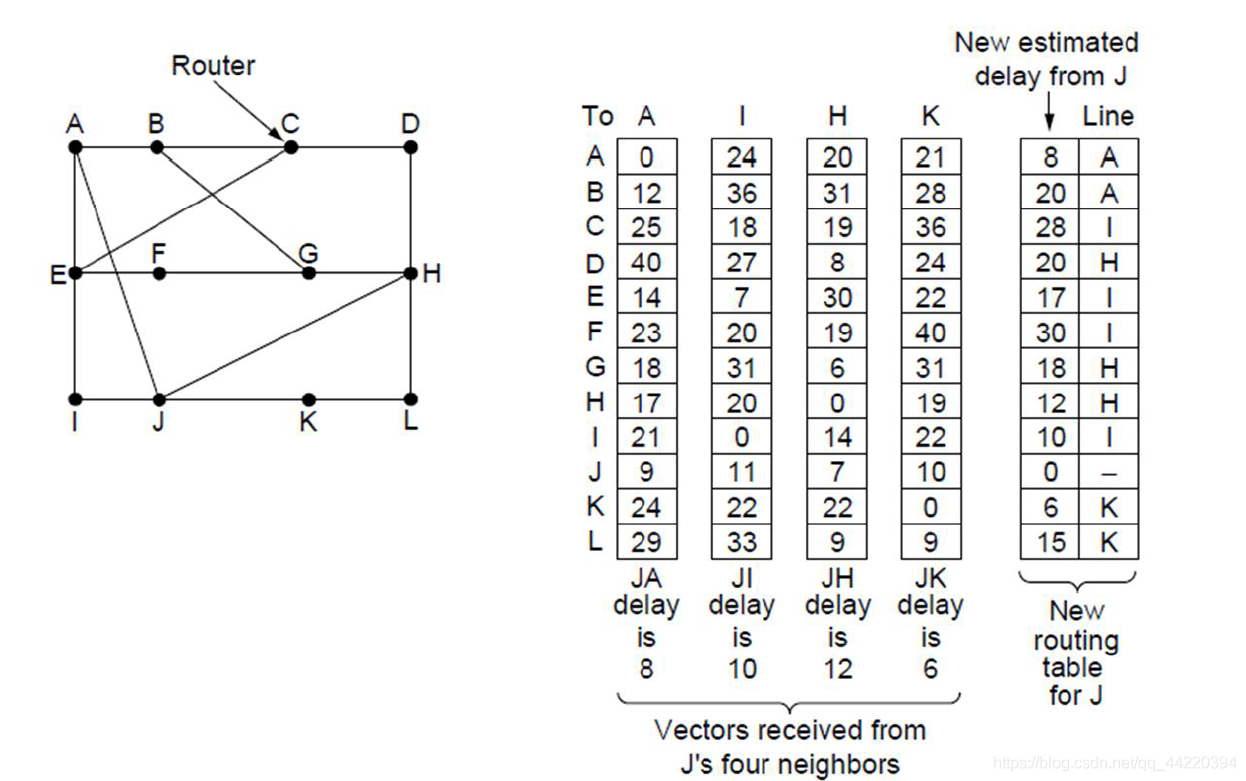 Router
A B C D
E F G H
I J K L
New estimated
delay from J
To A I H K Line
A 0 24 20 21 8 A
B 12 36 31 28 20 A
C 25 18 19 36 28 I
D 40 27 8 24 20 H
E 14 7 30 22 17 I
F 23 20 19 40 30 I
G 18 31 6 31 18 H
H 17 20 0 19 12 H
I 21 0 14 22 10 I
J 9 11 7 10 0 –
K 24 22 22 0 6 K
L 29 33 9 9 15 K
JA JI JH JK
delay delay delay delay
is is is is
8 10 12 6
New
routing
table
for J
Vectors received from
J's four neighbors
https://blog.csdn.net/qq_44220394